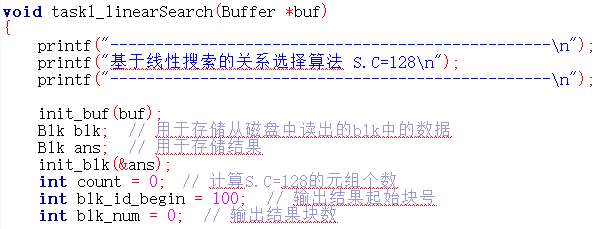 void task1_linearSearch(Buffer *buf)
{
printf("--------------------------------------------\n");
printf("基于线性搜索的关系选择算法 S.C=128\n");
printf("--------------------------------------------\n");
init_buf(buf);
Blk blk; // 用于存储从磁盘中读出的blk中的数据
Blk ans; // 用于存储结果
init_blk(&ans);
int count = 0; // 计算S.C=128的元组个数
int blk_id_begin = 100; // 输出结果起始块号
int blk_num = 0; // 输出结果块数